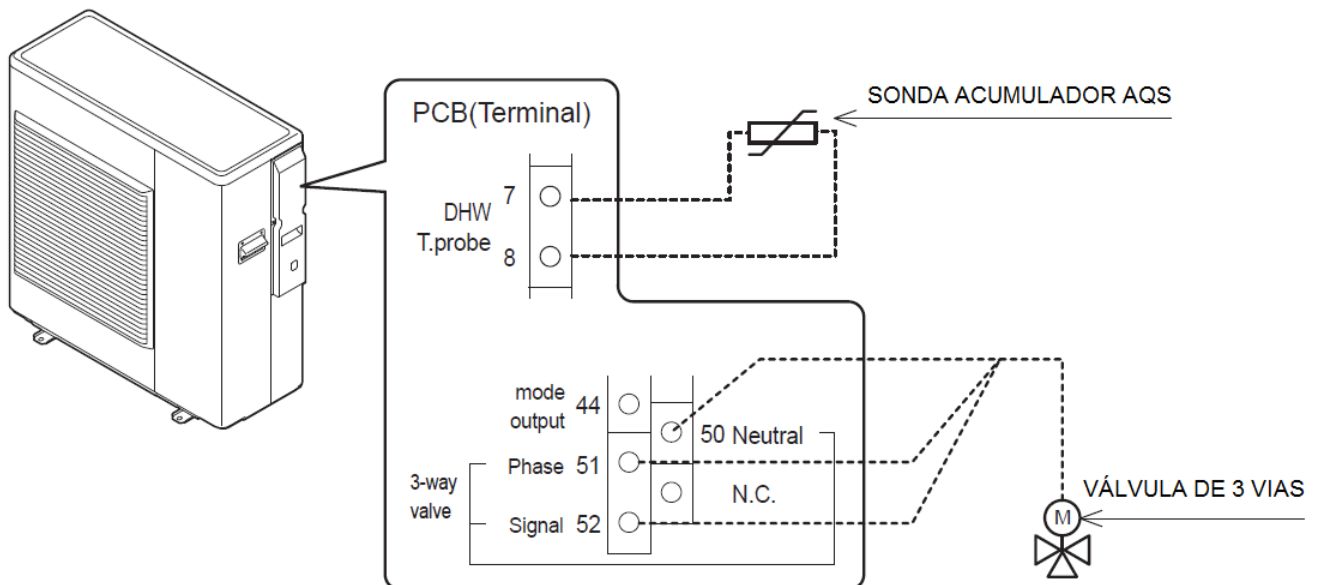 SONDA ACUMULADOR AQS
PCB(Terminal)
7
DHW
T.probe
8
mode
output
44
50 Neutral
Phase 51
3-way
valve
N.C.
Signal 52
VÁLVULA DE 3 VIAS
M